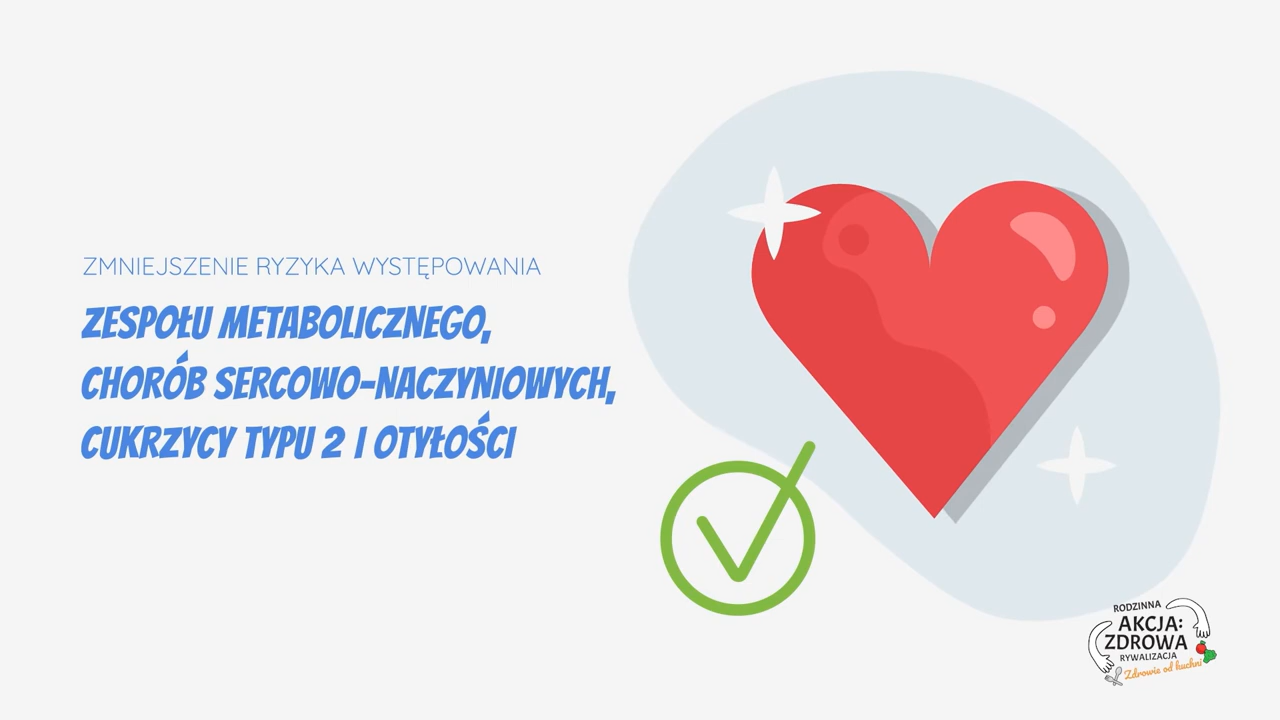 ZMNIEJSZENIE RYZYKA WYSTĘPOWANIA
ZESPOŁU METABOLICZNEGO,
CHORÓB SERCOWO-NACZYNIOWYCH,
CUKRZYCY TYPU 2 I OTYŁOŚCI
RODZINNA
AKCJA:
ZDROWA
RYWALIZACJA
Zdrowie od kuchni